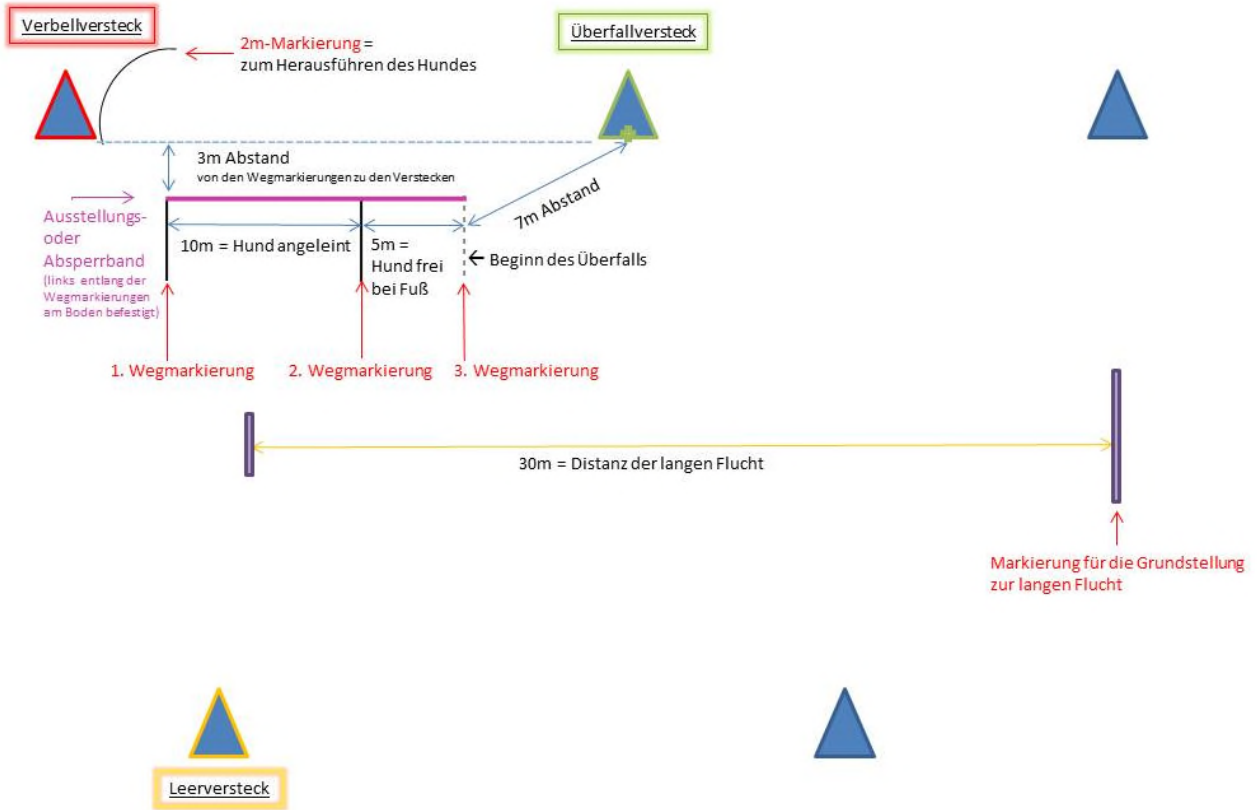 Verbellversteck
2m-Markierung =
zum Herausführen des Hundes
Überfallversteck
3m Abstand
von den Wegmarkierungen zu den Verstecken
7m Abstand
Ausstellungs-
oder
Absperrband
(links entlang der
Wegmarkierungen
am Boden befestigt)
10m = Hund angeleint
5m =
Hund frei
bei Fuß
← Beginn des Überfalls
1. Wegmarkierung
2. Wegmarkierung
3. Wegmarkierung
30m = Distanz der langen Flucht
Markierung für die Grundstellung
zur langen Flucht
Leerversteck